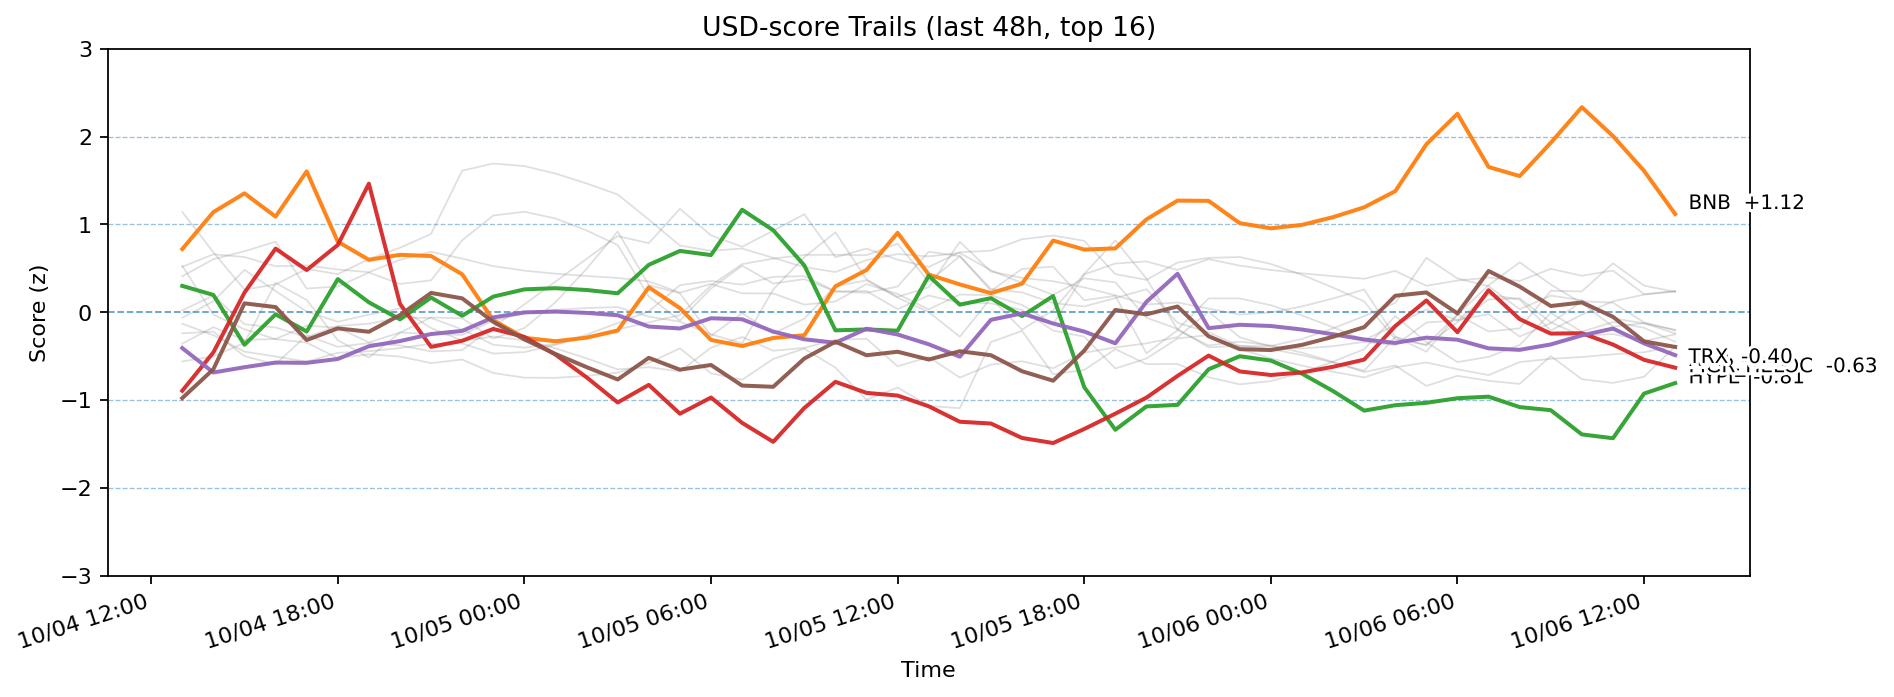 USD-score Trails (last 48h, top 16)
Score (z)
3
2
1
0
−1
−2
−3
BNB +1.12
TRX -0.40
-0.63
HYPE -0.81
10/04 12:00
10/04 18:00
10/05 00:00
10/05 06:00
10/05 12:00
10/05 18:00
10/06 00:00
10/06 06:00
10/06 12:00
Time